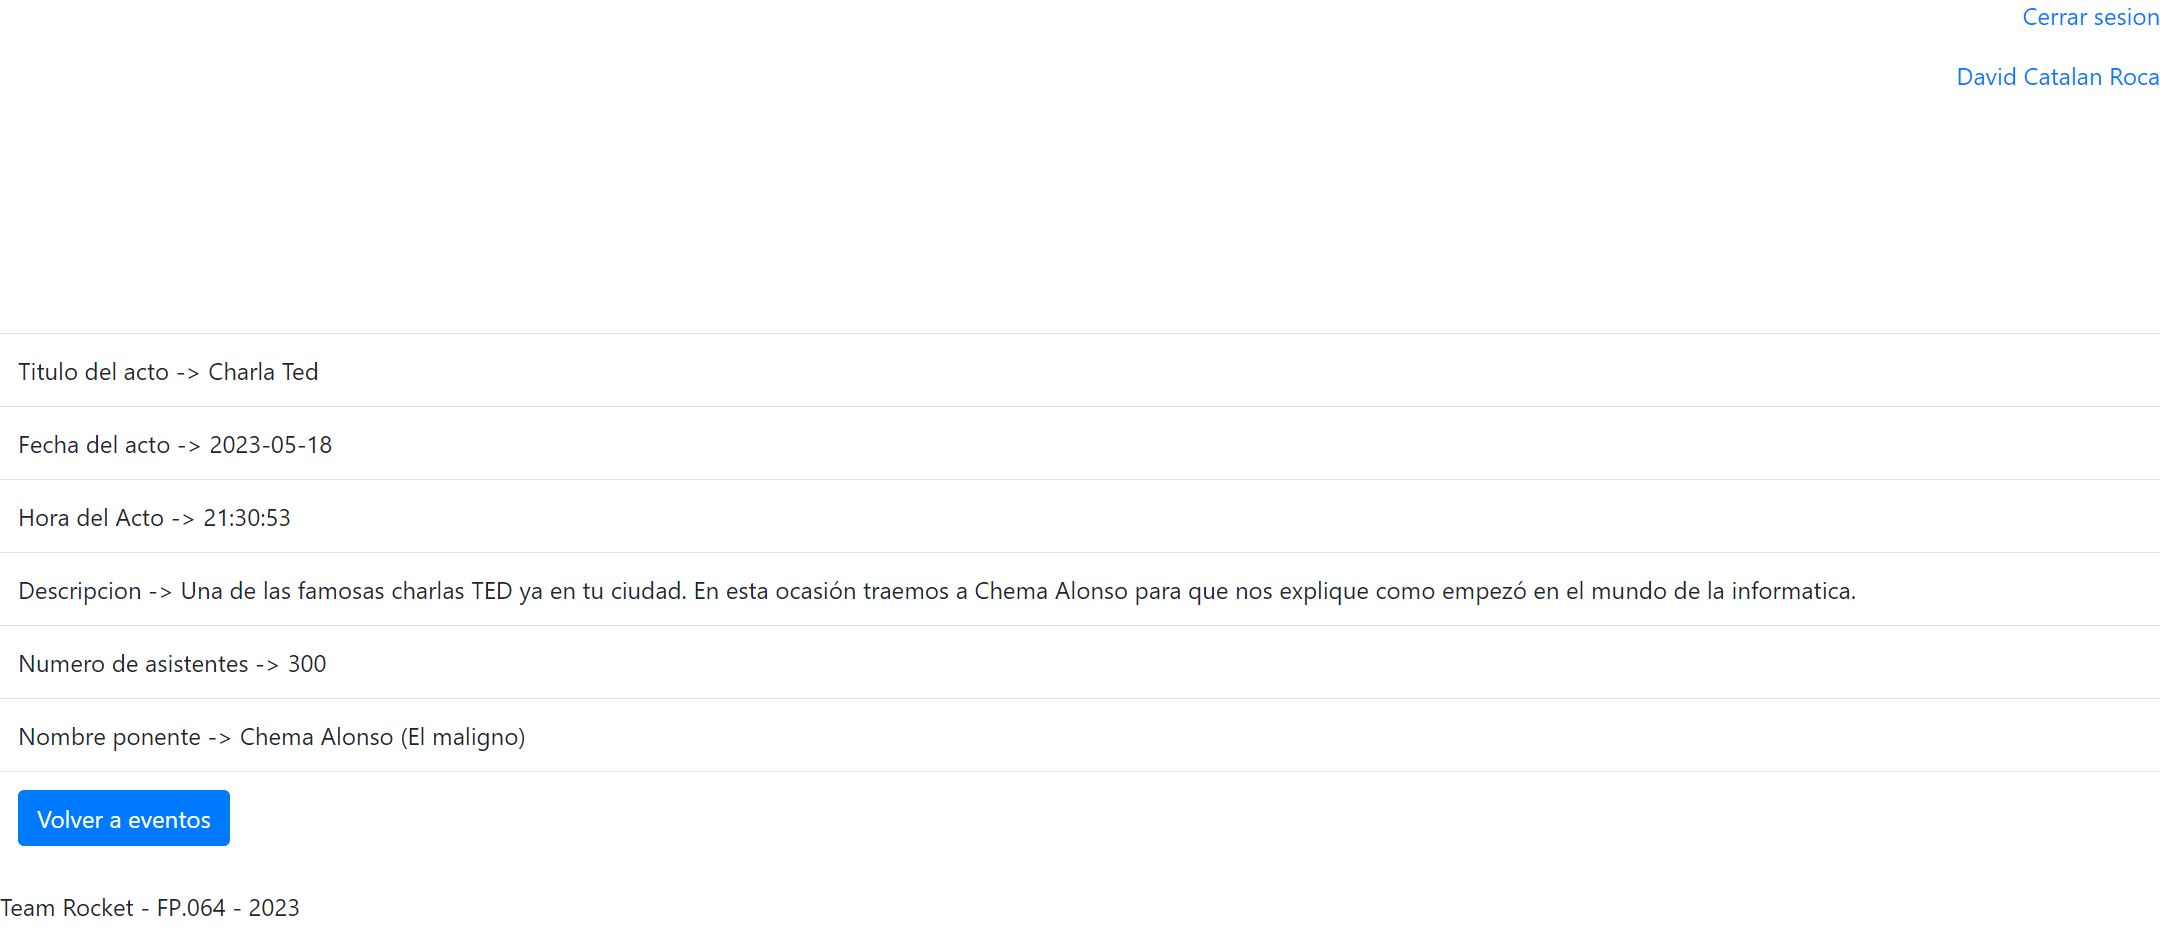 Cerrar sesion
David Catalan Roca
Titulo del acto -> Charla Ted
Fecha del acto -> 2023-05-18
Hora del Acto -> 21:30:53
Descripcion -> Una de las famosas charlas TED ya en tu ciudad. En esta ocasión traemos a Chema Alonso para que nos explique como empezó en el mundo de la informatica.
Numero de asistentes -> 300
Nombre ponente -> Chema Alonso (El maligno)
Volver a eventos
Team Rocket - FP.064 - 2023